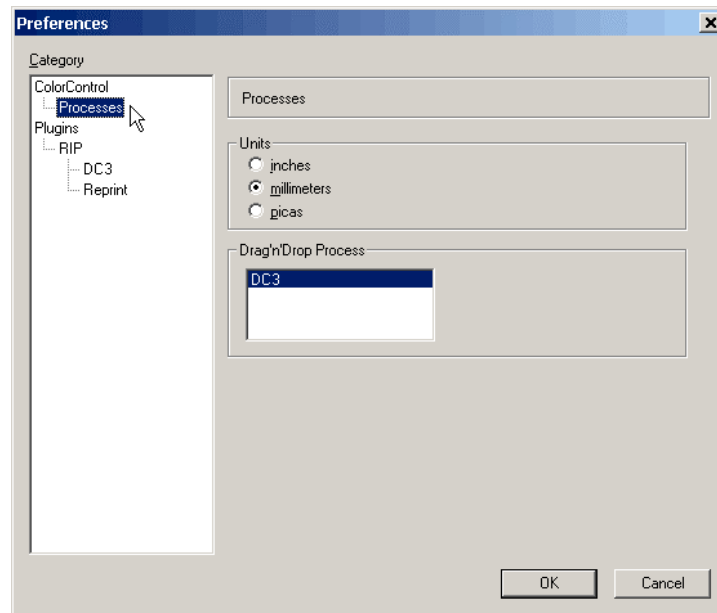 Preferences
Category
ColorControl
Processes
Plugins
RIP
DC3
Reprint
Processes
Units
inches
millimeters
picas
Drag'n'Drop Process
DC3
OK
Cancel